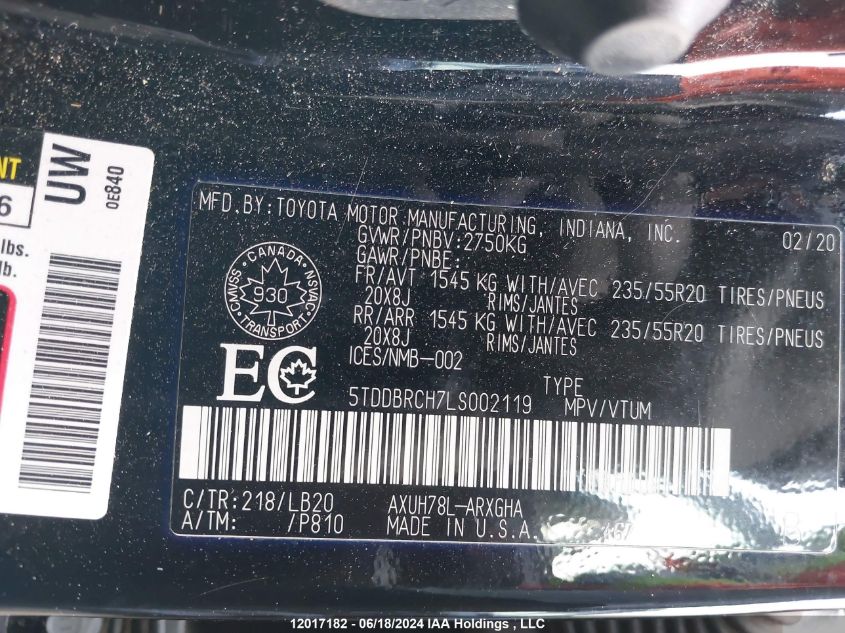 NT
6
lbs.
lb.
UW
0E840
MFD.BY:TOYOTA MOTOR MANUFACTURING, INDIANA, INC. 02/20
GVWR/PNBV:2750KG
GAWR/PNBE:
FR/AVT 1545 KG WITH/AVEC 235/55R20 TIRES/PNEUS
20X8J RIMS/JANTES
RR/ARR 1545 KG WITH/AVEC 235/55R20 TIRES/PNEUS
20X8J RIMS/JANTES
ICES/NMB-002
CANADA
CMVSS NSVAC
930
TRANSPORT
EC
TYPE
5TDDBRCH7LS002119 MPV/VTUM
C/TR:218/LB20 AXUH78L-ARXGHA
A/TM: /P810 MADE IN U.S.A.
12017182 - 06/18/2024 IAA Holdings , LLC